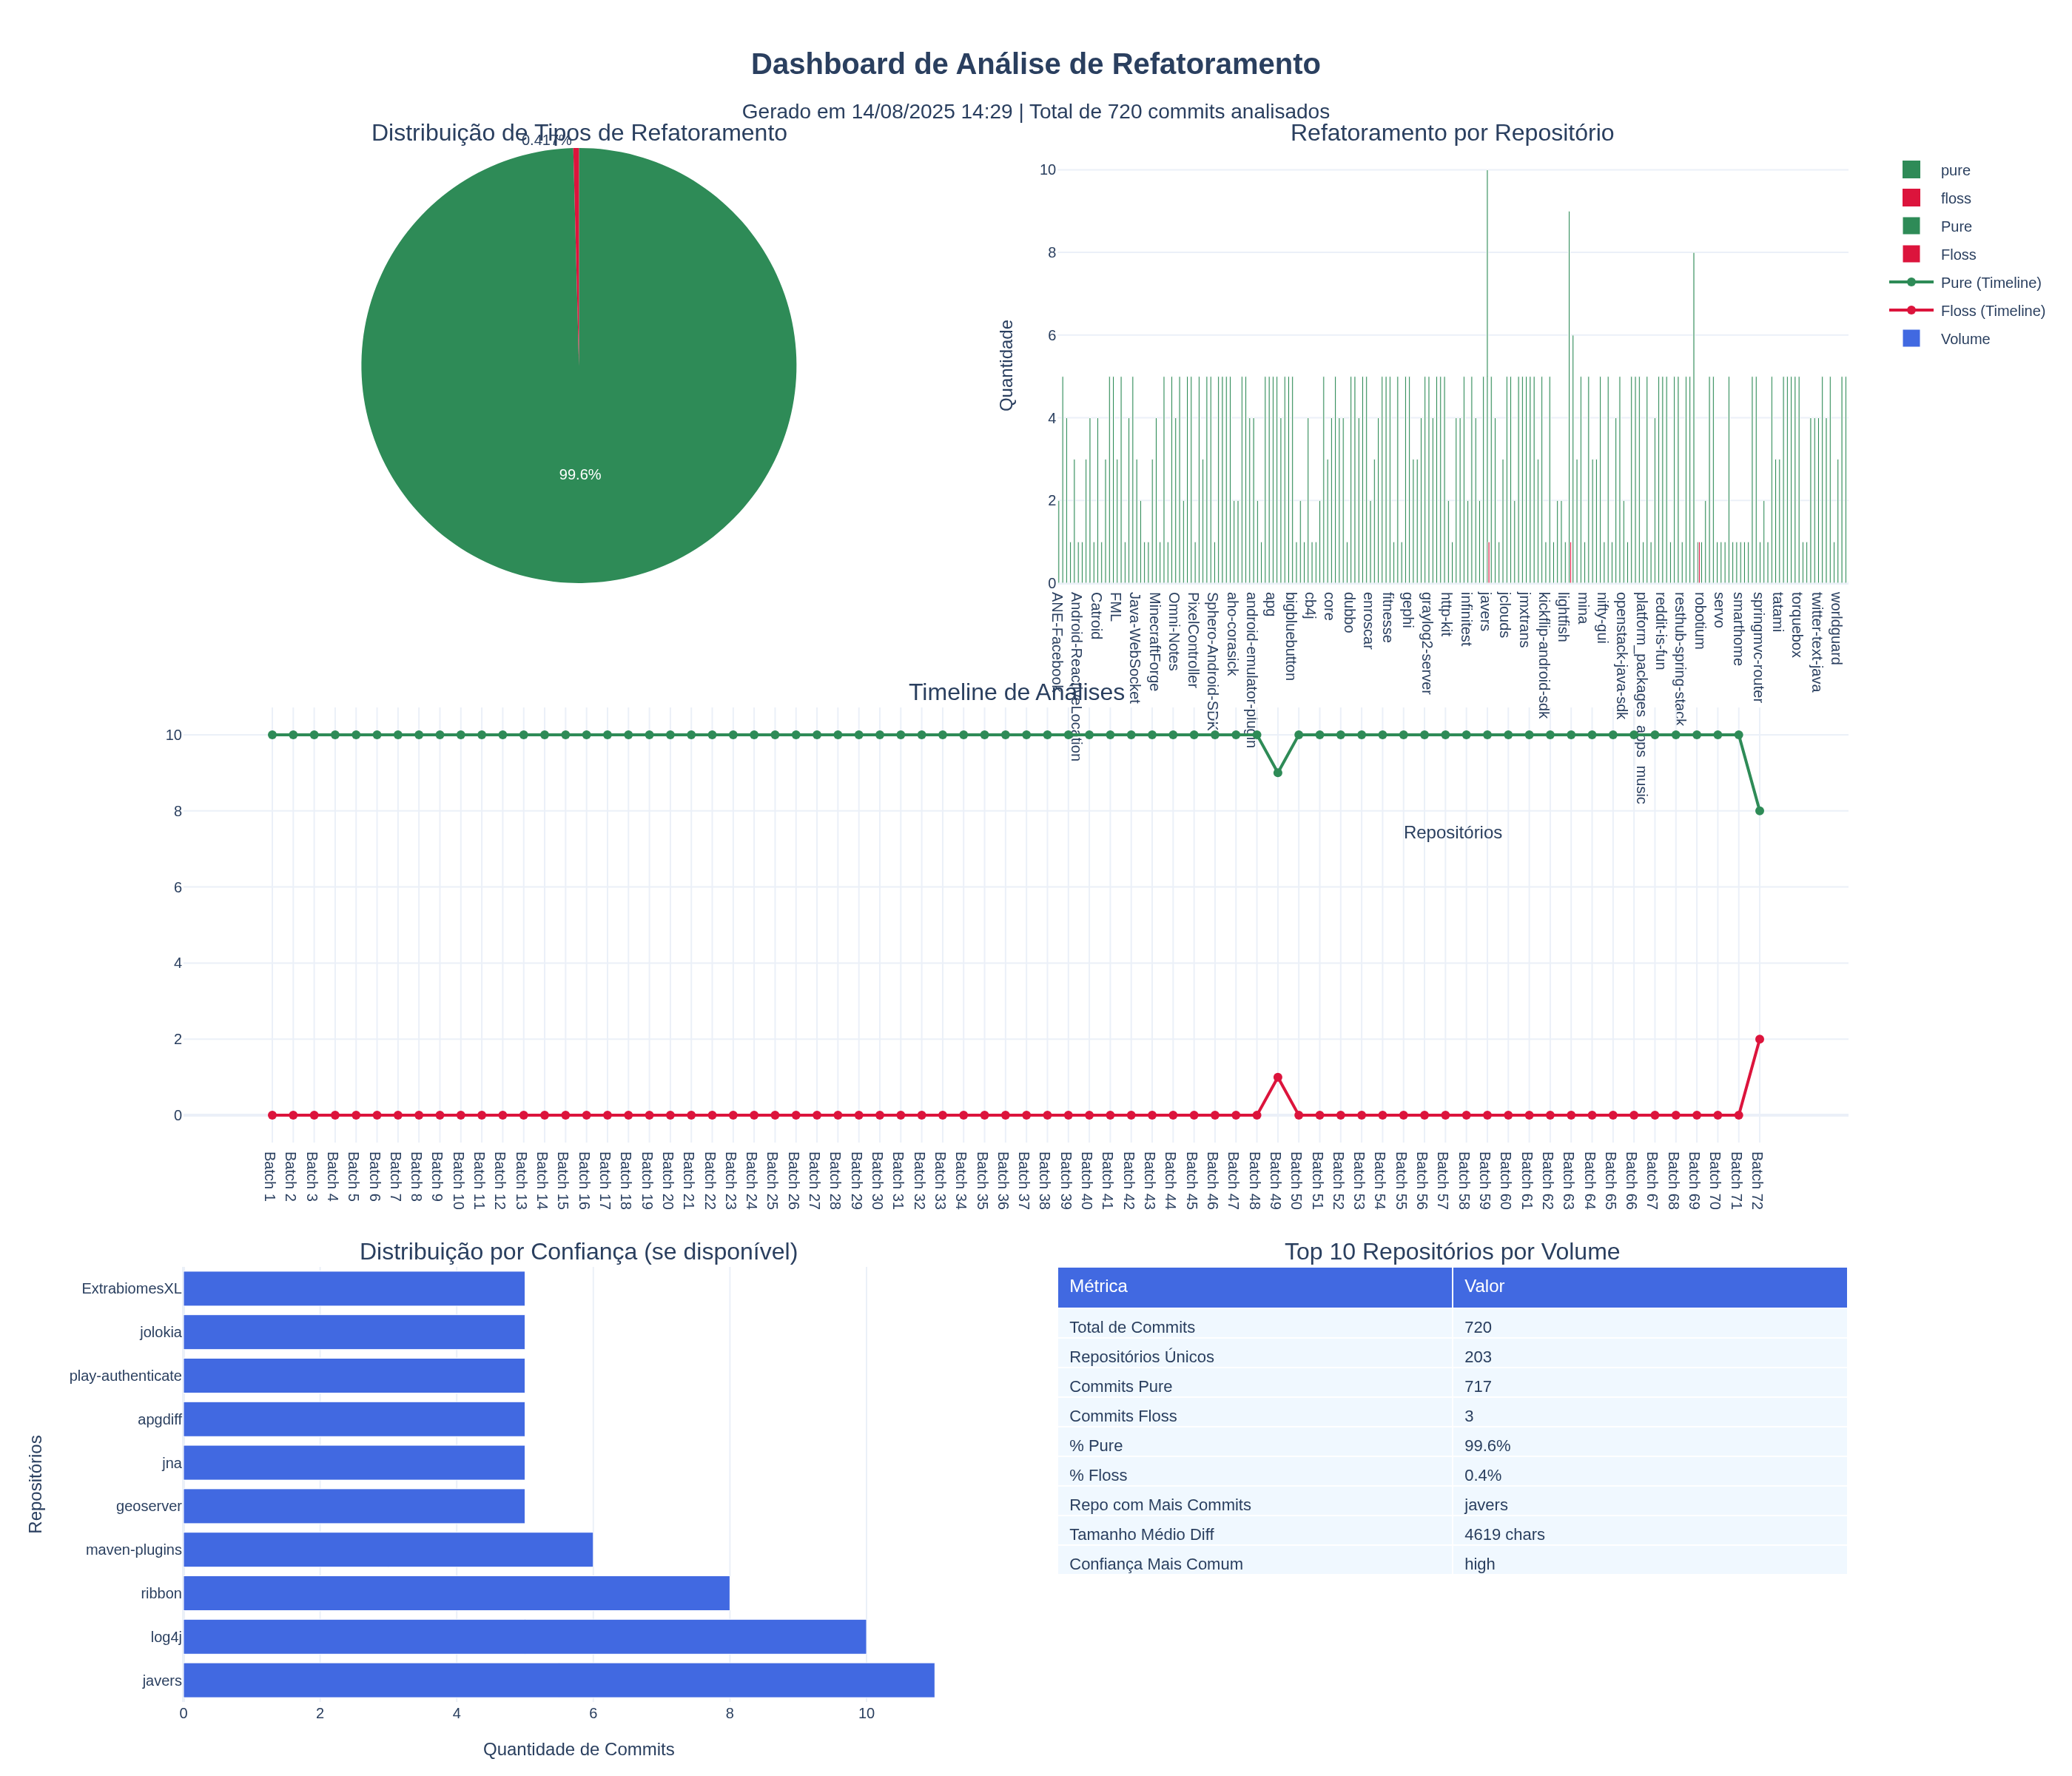 Dashboard de Análise de Refatoramento
Gerado em 14/08/2025 14:29 | Total de 720 commits analisados
Distribuição de Tipos de Refatoramento
0.417%
99.6%
Refatoramento por Repositório
10
8
6
4
2
0
Quantidade
ANE-Facebook
Android-ReactiveLocation
Catroid
FML
Java-WebSocket
MinecraftForge
Omni-Notes
PixelController
Sphero-Android-SDK
aho-corasick
android-emulator-plugin
apg
bigbluebutton
cb4j
core
dubbo
enroscar
fitnesse
gephi
graylog2-server
http-kit
infinitest
javers
jclouds
jmxtrans
kickflip-android-sdk
lightfish
mina
nifty-gui
openstack-java-sdk
platform_packages_apps_music
reddit-is-fun
resthub-spring-stack
robotium
servo
smarthome
springmvc-router
tatami
torquebox
twitter-text-java
worldguard
Repositórios
pure
floss
Pure
Floss
Pure (Timeline)
Floss (Timeline)
Volume
Timeline de Análises
10
8
6
4
2
0
Batch 1
Batch 2
Batch 3
Batch 4
Batch 5
Batch 6
Batch 7
Batch 8
Batch 9
Batch 10
Batch 11
Batch 12
Batch 13
Batch 14
Batch 15
Batch 16
Batch 17
Batch 18
Batch 19
Batch 20
Batch 21
Batch 22
Batch 23
Batch 24
Batch 25
Batch 26
Batch 27
Batch 28
Batch 29
Batch 30
Batch 31
Batch 32
Batch 33
Batch 34
Batch 35
Batch 36
Batch 37
Batch 38
Batch 39
Batch 40
Batch 41
Batch 42
Batch 43
Batch 44
Batch 45
Batch 46
Batch 47
Batch 48
Batch 49
Batch 50
Batch 51
Batch 52
Batch 53
Batch 54
Batch 55
Batch 56
Batch 57
Batch 58
Batch 59
Batch 60
Batch 61
Batch 62
Batch 63
Batch 64
Batch 65
Batch 66
Batch 67
Batch 68
Batch 69
Batch 70
Batch 71
Batch 72
Distribuição por Confiança (se disponível)
Repositórios
ExtrabiomesXL
jolokia
play-authenticate
apgdiff
jna
geoserver
maven-plugins
ribbon
log4j
javers
0 2 4 6 8 10
Quantidade de Commits
Top 10 Repositórios por Volume
Métrica Valor
Total de Commits 720
Repositórios Únicos 203
Commits Pure 717
Commits Floss 3
% Pure 99.6%
% Floss 0.4%
Repo com Mais Commits javers
Tamanho Médio Diff 4619 chars
Confiança Mais Comum high